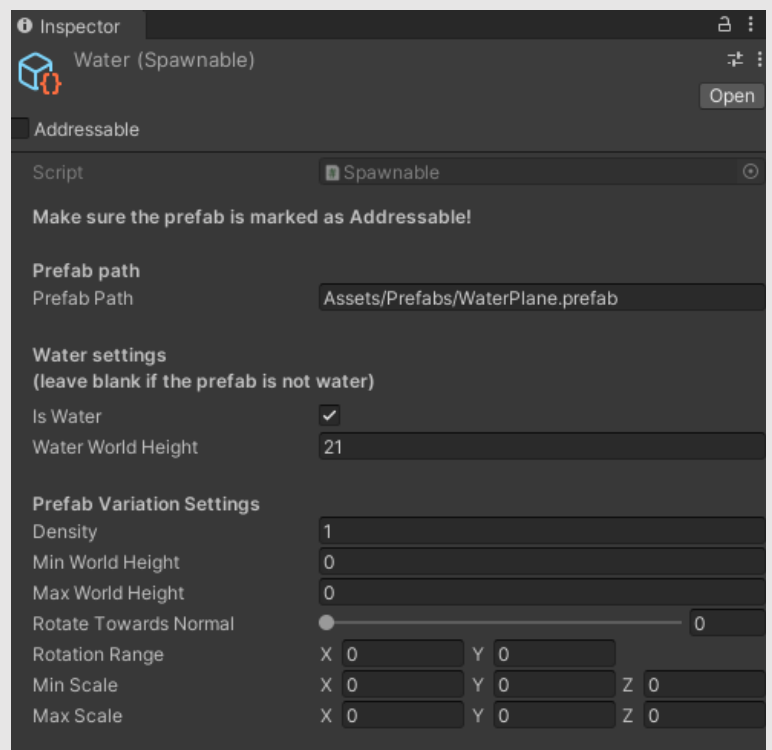 Inspector
Water (Spawnable)
Open
Addressable
Script Spawnable
Make sure the prefab is marked as Addressable!
Prefab path
Prefab Path Assets/Prefabs/WaterPlane.prefab
Water settings
(leave blank if the prefab is not water)
Is Water
Water World Height 21
Prefab Variation Settings
Density 1
Min World Height 0
Max World Height 0
Rotate Towards Normal 0
Rotation Range X 0 Y 0
Min Scale X 0 Y 0 Z 0
Max Scale X 0 Y 0 Z 0